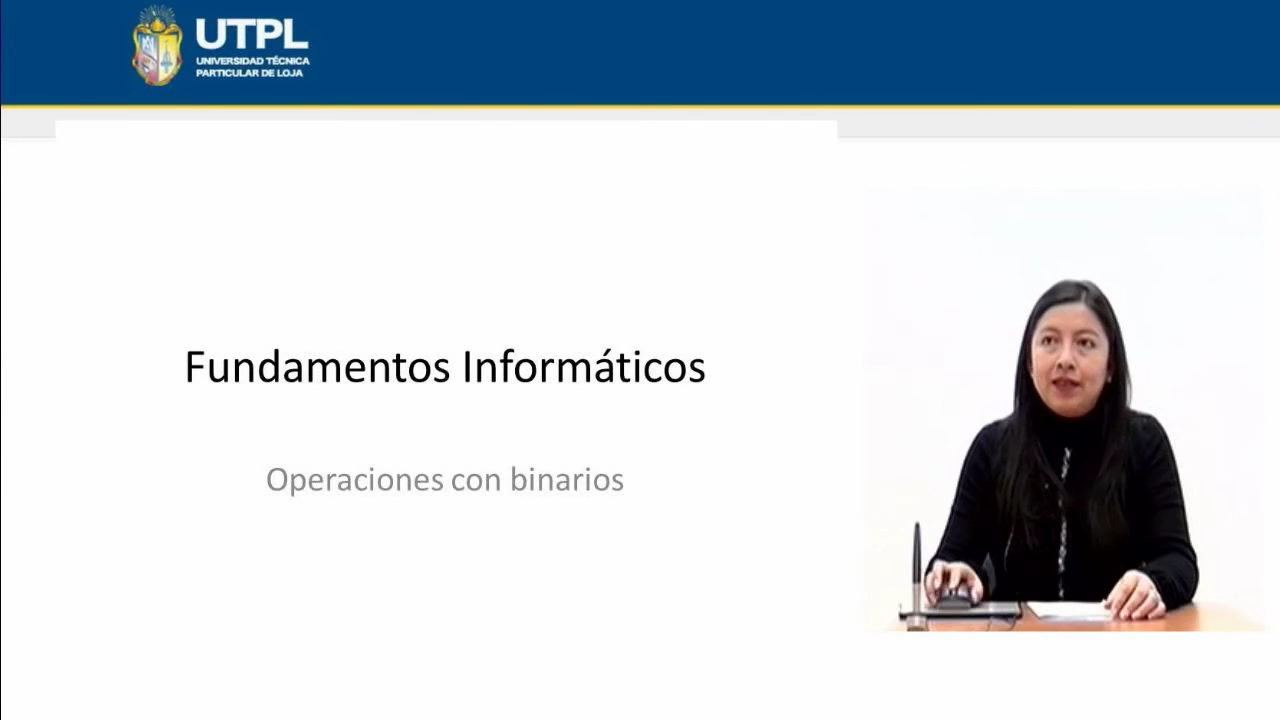 UTPL
UNIVERSIDAD TÉCNICA
PARTICULAR DE LOJA
Fundamentos Informáticos
Operaciones con binarios